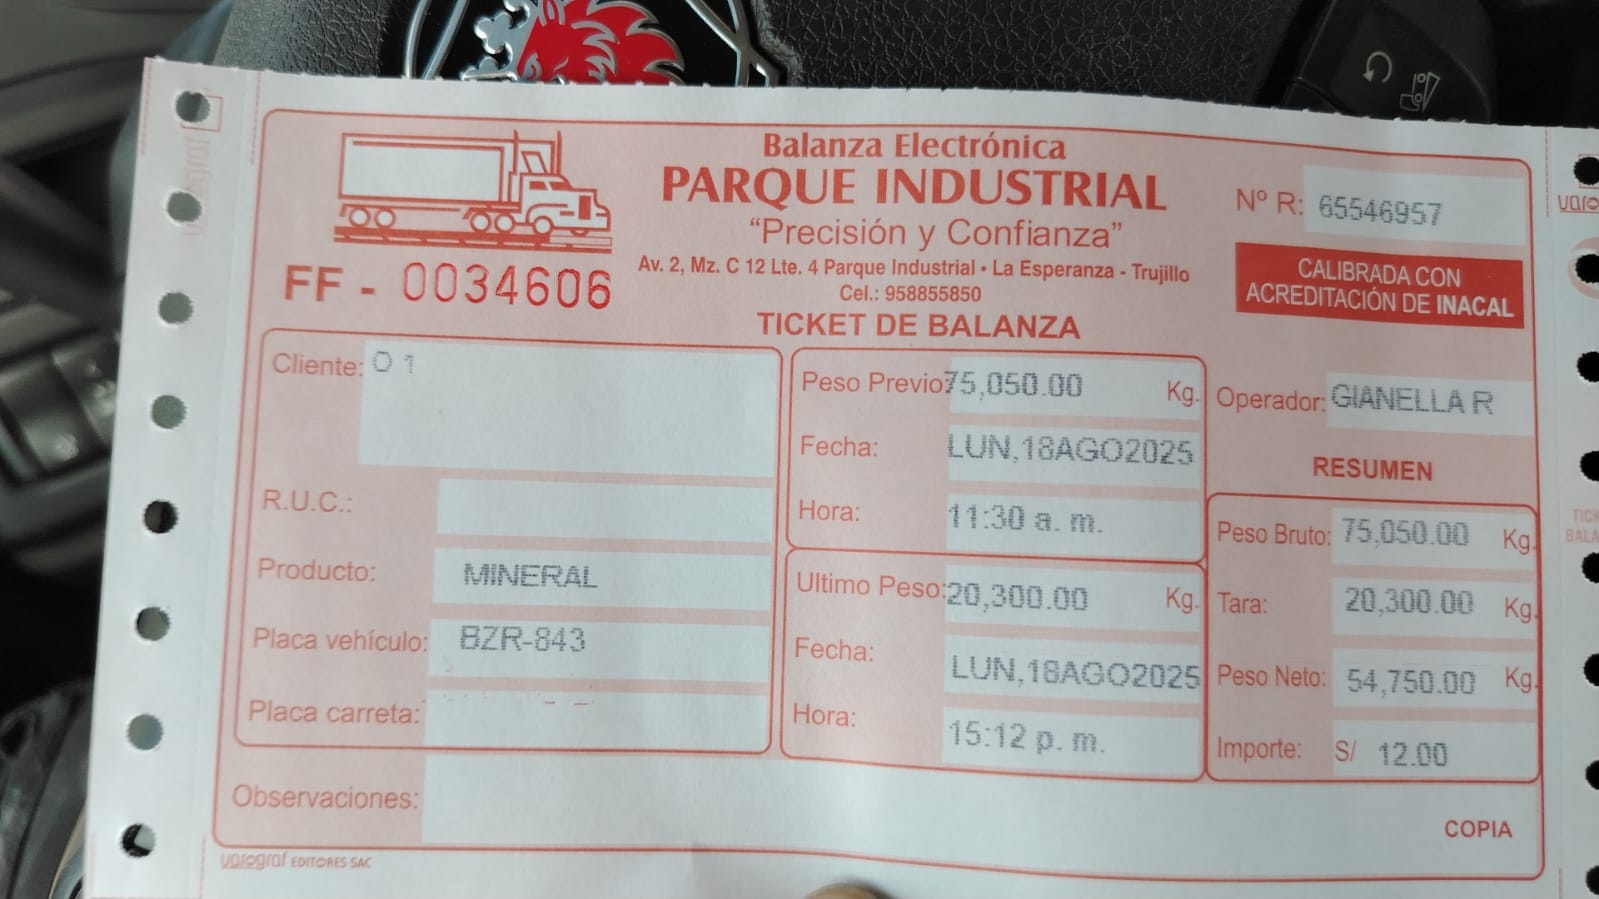 Balanza Electrónica
PARQUE INDUSTRIAL
“Precisión y Confianza”
Av. 2, Mz. C 12 Lte. 4 Parque Industrial • La Esperanza - Trujillo
Cel.: 958855850
Nº R: 65546957
CALIBRADA CON
ACREDITACIÓN DE INACAL
FF - 0034606
TICKET DE BALANZA
Cliente: O 1
R.U.C.:
Producto: MINERAL
Placa vehículo: BZR-843
Placa carreta:
Peso Previo 75,050.00 Kg.
Fecha: LUN,18AGO2025
Hora: 11:30 a. m.
Ultimo Peso: 20,300.00 Kg.
Fecha: LUN,18AGO2025
Hora: 15:12 p. m.
Operador: GIANELLA R
RESUMEN
Peso Bruto: 75,050.00 Kg.
Tara: 20,300.00 Kg.
Peso Neto: 54,750.00 Kg.
Importe: S/ 12.00
Observaciones:
COPIA
varograf EDITORES SAC